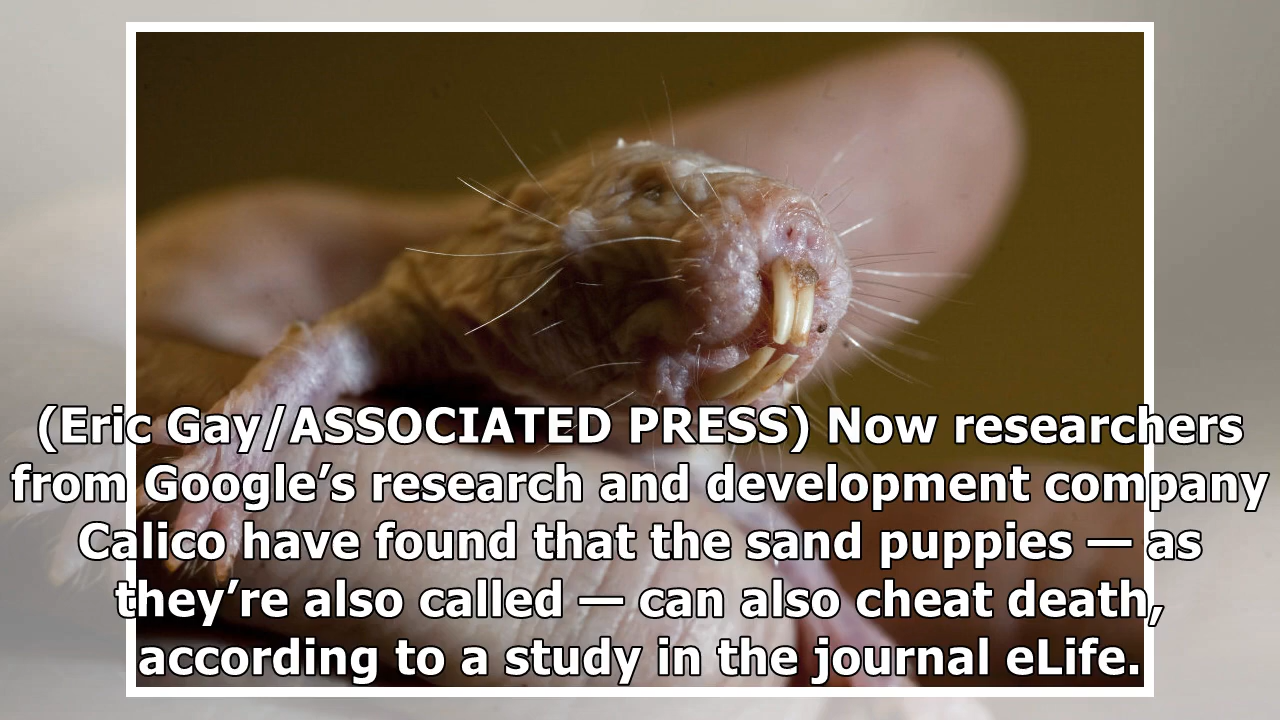 (Eric Gay/ASSOCIATED PRESS) Now researchers
from Google’s research and development company
Calico have found that the sand puppies — as
they’re also called — can also cheat death,
according to a study in the journal eLife.